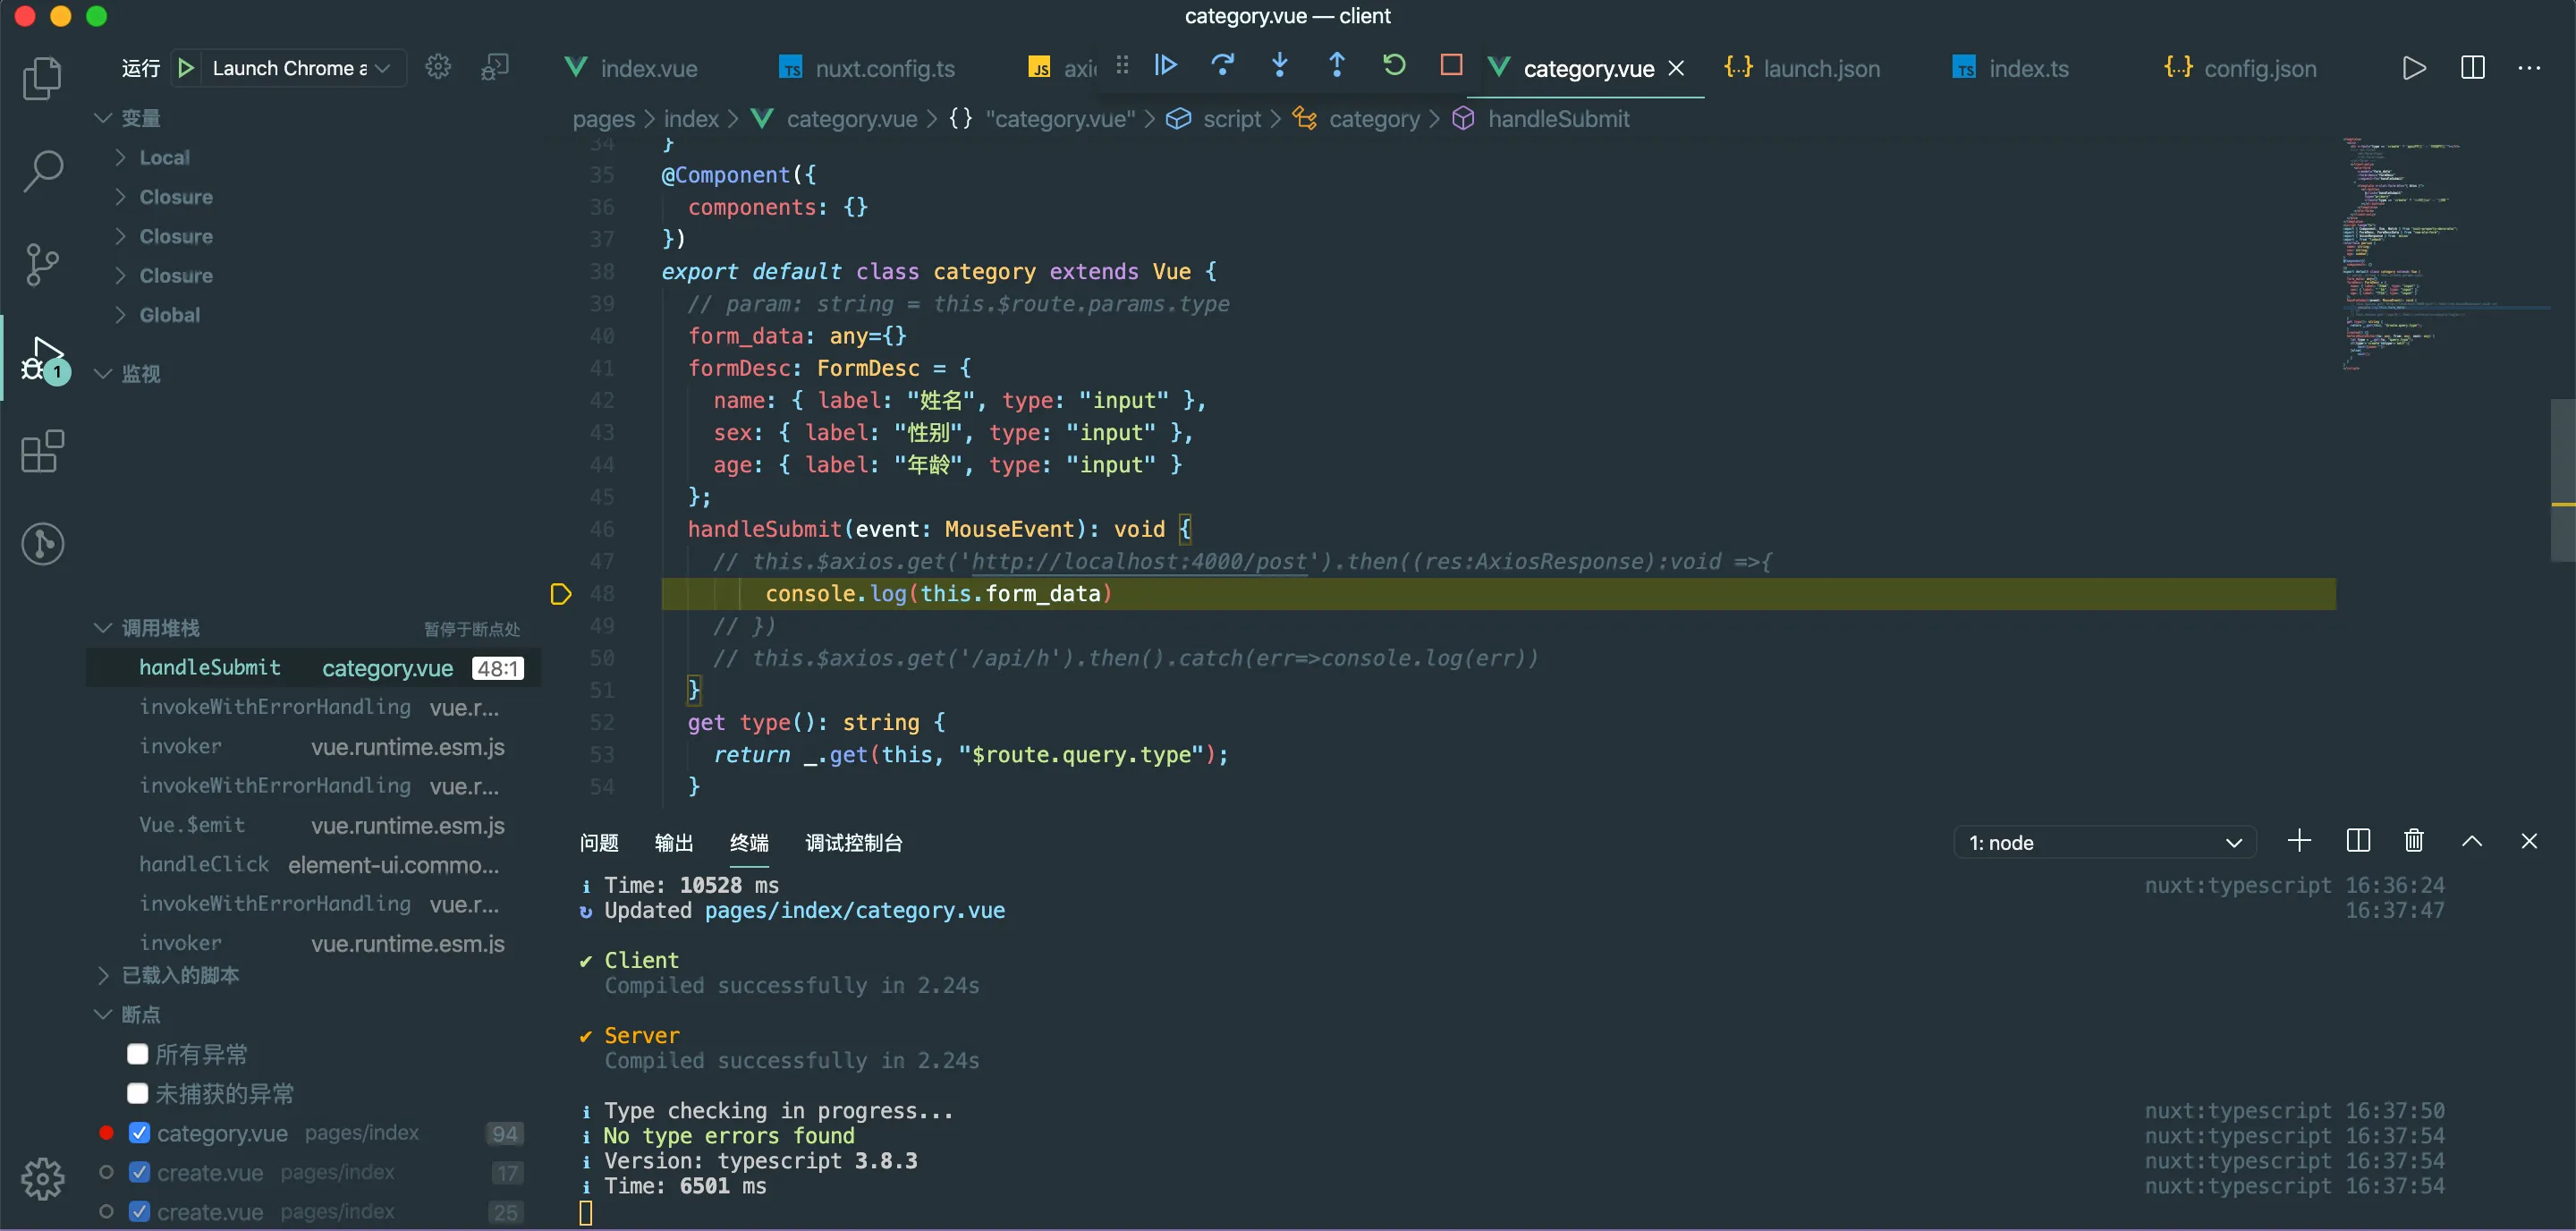 category.vue — client
运行 Launch Chrome a
index.vue
nuxt.config.ts
axi
category.vue
launch.json
index.ts
config.json
pages > index > category.vue > {} "category.vue" > script > category > handleSubmit
变量
Local
Closure
Closure
Closure
Global
监视
1
调用堆栈 暂停于断点处
handleSubmit category.vue 48:1
invokeWithErrorHandling vue.r...
invoker vue.runtime.esm.js
invokeWithErrorHandling vue.r...
Vue.$emit vue.runtime.esm.js
handleClick element-ui.commo...
invokeWithErrorHandling vue.r...
invoker vue.runtime.esm.js
已载入的脚本
断点
所有异常
未捕获的异常
category.vue pages/index 94
create.vue pages/index 17
create.vue pages/index 25
34 }
35 @Component({
36 components: {}
37 })
38 export default class category extends Vue {
39 // param: string = this.$route.params.type
40 form_data: any={}
41 formDesc: FormDesc = {
42 name: { label: "姓名", type: "input" },
43 sex: { label: "性别", type: "input" },
44 age: { label: "年龄", type: "input" }
45 };
46 handleSubmit(event: MouseEvent): void {
47 // this.$axios.get('http://localhost:4000/post').then((res:AxiosResponse):void =>{
48 console.log(this.form_data)
49 // })
50 // this.$axios.get('/api/h').then().catch(err=>console.log(err))
51 }
52 get type(): string {
53 return _.get(this, "$route.query.type");
54 }
问题 输出 终端 调试控制台 1: node
i Time: 10528 ms nuxt:typescript 16:36:24
↻ Updated pages/index/category.vue 16:37:47
✔ Client
Compiled successfully in 2.24s
✔ Server
Compiled successfully in 2.24s
i Type checking in progress... nuxt:typescript 16:37:50
i No type errors found nuxt:typescript 16:37:54
i Version: typescript 3.8.3 nuxt:typescript 16:37:54
i Time: 6501 ms nuxt:typescript 16:37:54